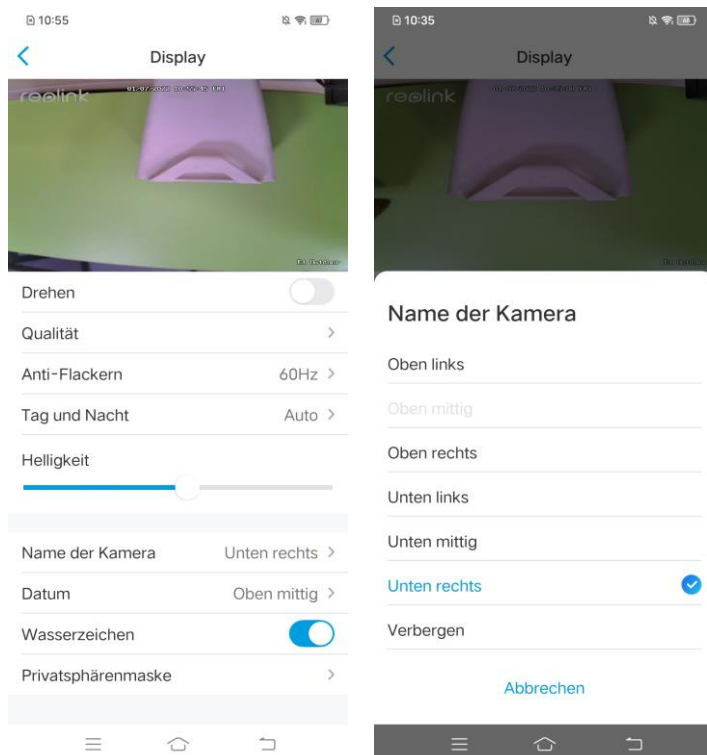 10:55
Display
reolink
Drehen
Qualität
Anti-Flackern 60Hz
Tag und Nacht Auto
Helligkeit
Name der Kamera Unten rechts
Datum Oben mittig
Wasserzeichen
Privatsphärenmaske
10:35
Display
reolink
Name der Kamera
Oben links
Oben mittig
Oben rechts
Unten links
Unten mittig
Unten rechts
Verbergen
Abbrechen